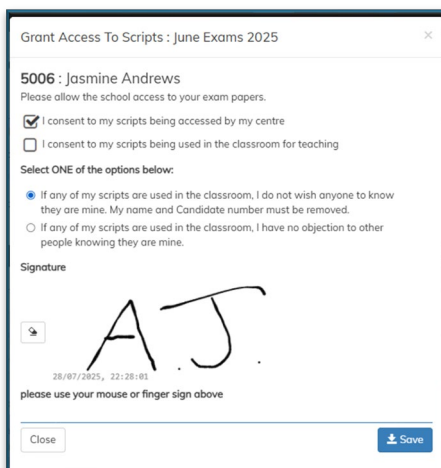 Grant Access To Scripts : June Exams 2025 ×
5006 : Jasmine Andrews
Please allow the school access to your exam papers.
I consent to my scripts being accessed by my centre
I consent to my scripts being used in the classroom for teaching
Select ONE of the options below:
If any of my scripts are used in the classroom, I do not wish anyone to know
they are mine. My name and Candidate number must be removed.
If any of my scripts are used in the classroom, I have no objection to other
people knowing they are mine.
Signature
A.J.
28/07/2025, 22:28:01
please use your mouse or finger sign above
Close Save